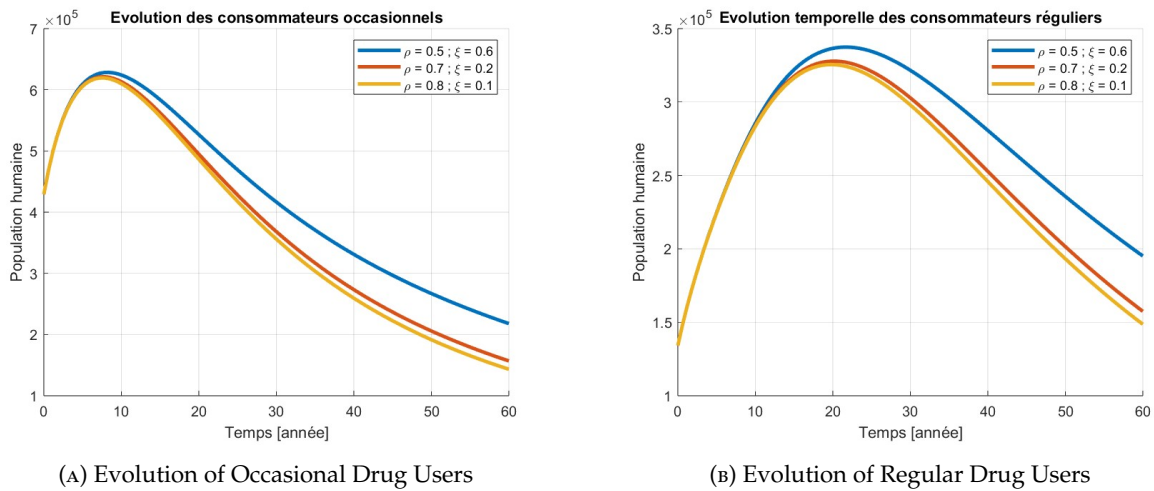 Evolution des consommateurs occasionnels
×10⁵
7
6
5
4
3
2
1
Population humaine
ρ = 0.5 ; ξ = 0.6
ρ = 0.7 ; ξ = 0.2
ρ = 0.8 ; ξ = 0.1
0 10 20 30 40 50 60
Temps [année]
(A) Evolution of Occasional Drug Users
Evolution temporelle des consommateurs réguliers
×10⁵
3.5
3
2.5
2
1.5
1
Population humaine
ρ = 0.5 ; ξ = 0.6
ρ = 0.7 ; ξ = 0.2
ρ = 0.8 ; ξ = 0.1
0 10 20 30 40 50 60
Temps [année]
(B) Evolution of Regular Drug Users